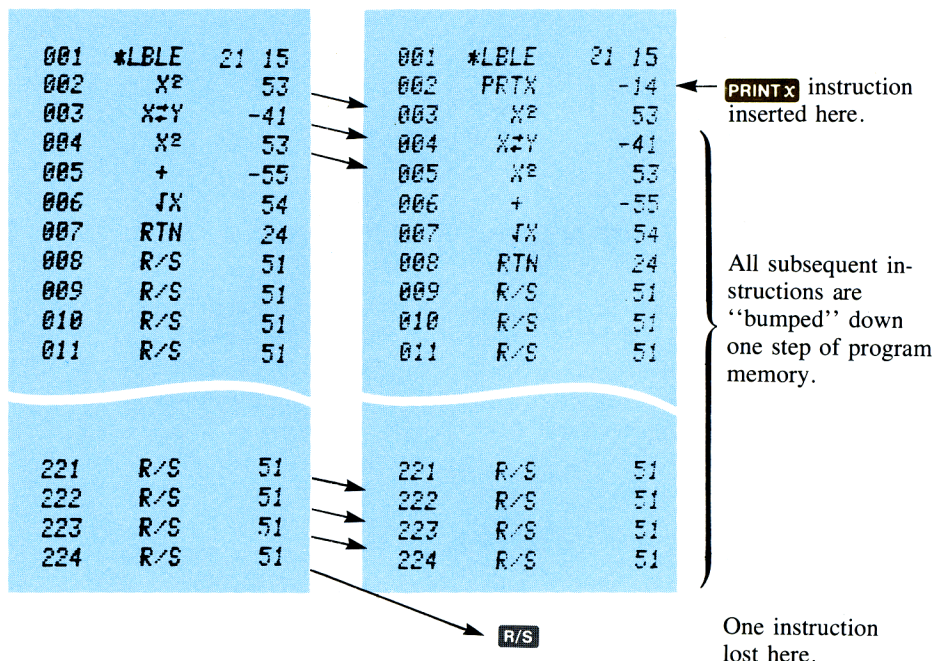 001 *LBLE 21 15
002 X² 53
003 X⇄Y -41
004 X² 53
005 + -55
006 √X 54
007 RTN 24
008 R/S 51
009 R/S 51
010 R/S 51
011 R/S 51
221 R/S 51
222 R/S 51
223 R/S 51
224 R/S 51
001 *LBLE 21 15
002 PRTX -14
003 X² 53
004 X⇄Y -41
005 X² 53
006 + -55
007 √X 54
008 RTN 24
009 R/S 51
010 R/S 51
011 R/S 51
221 R/S 51
222 R/S 51
223 R/S 51
224 R/S 51
PRINT x instruction
inserted here.
All subsequent in-
structions are
‘‘bumped’’ down
one step of program
memory.
R/S
One instruction
lost here.